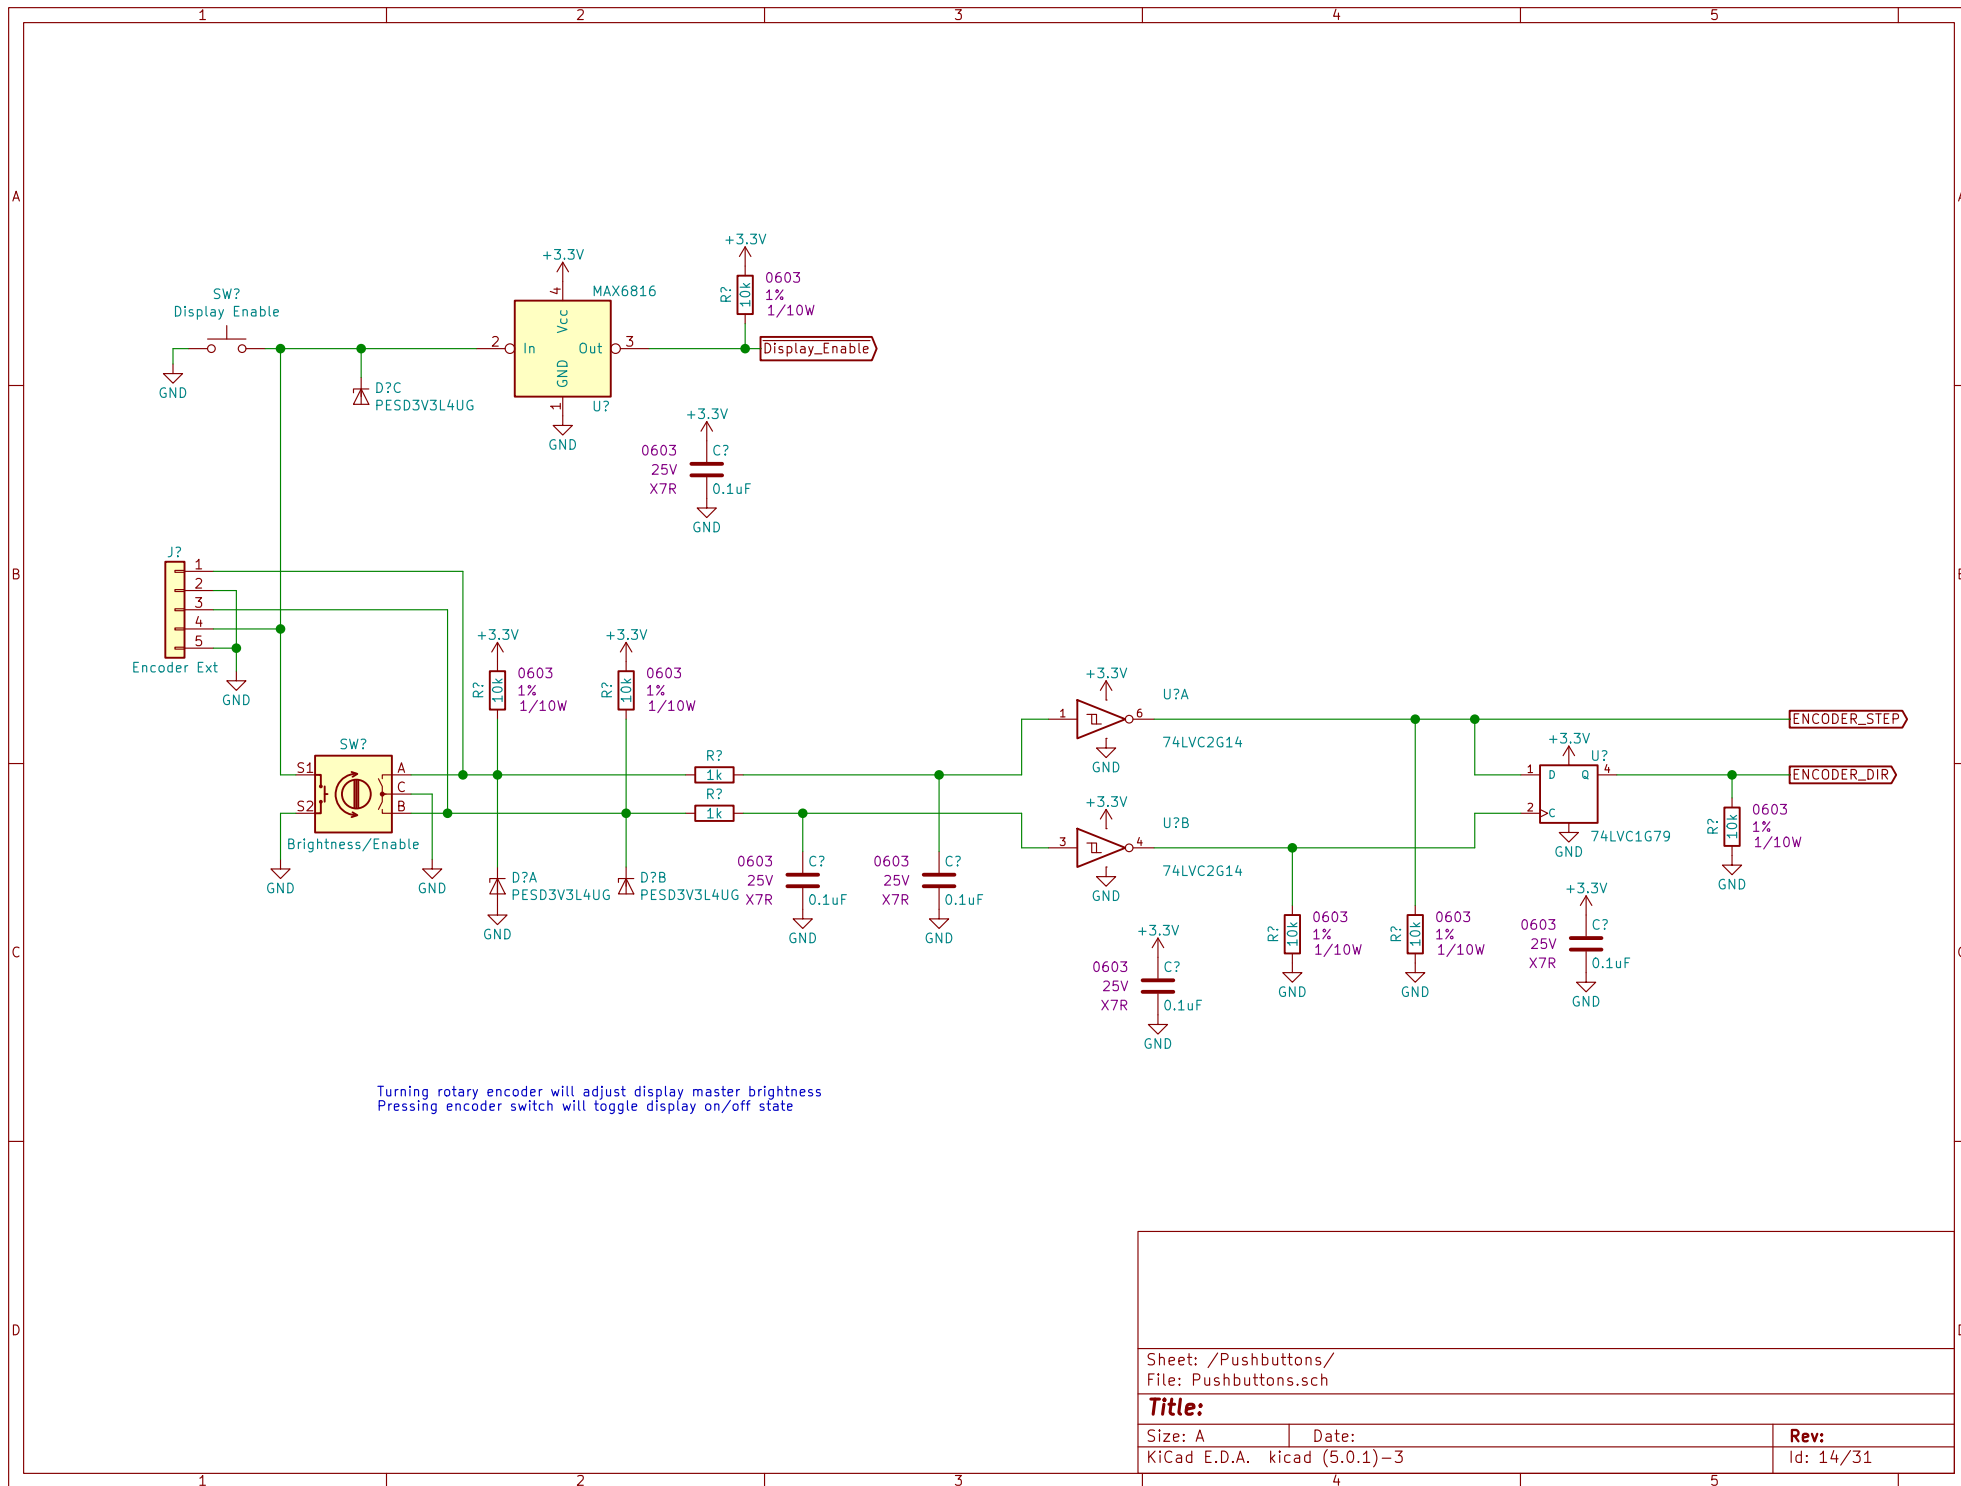 1 2 3 4 5
A
+3.3V
+3.3V
0603
1%
1/10W
R?
10k
SW?
Display Enable
MAX6816
4
Vcc
2
In
Out
3
GND
1
U?
GND
Display_Enable
GND
D?C
PESD3V3L4UG
+3.3V
0603
25V
X7R
C?
0.1uF
GND
B
J?
1
2
3
4
5
Encoder Ext
GND
+3.3V
R?
10k
0603
1%
1/10W
+3.3V
R?
10k
0603
1%
1/10W
SW?
S1
S2
A
C
B
Brightness/Enable
GND
GND
R?
1k
R?
1k
D?A
PESD3V3L4UG
GND
D?B
PESD3V3L4UG
0603
25V
X7R
C?
0.1uF
GND
0603
25V
X7R
C?
0.1uF
GND
+3.3V
U?A
1
6
74LVC2G14
GND
+3.3V
U?B
3
4
74LVC2G14
GND
ENCODER_STEP
+3.3V
U?
1
D
Q
4
2
C
74LVC1G79
GND
ENCODER_DIR
R?
10k
0603
1%
1/10W
GND
C
+3.3V
0603
25V
X7R
C?
0.1uF
GND
R?
10k
0603
1%
1/10W
GND
R?
10k
0603
1%
1/10W
GND
+3.3V
0603
25V
X7R
C?
0.1uF
GND
Turning rotary encoder will adjust display master brightness
Pressing encoder switch will toggle display on/off state
D
Sheet: /Pushbuttons/
File: Pushbuttons.sch
Title:
Size: A Date: Rev:
KiCad E.D.A. kicad (5.0.1)-3 Id: 14/31
1 2 3 4 5